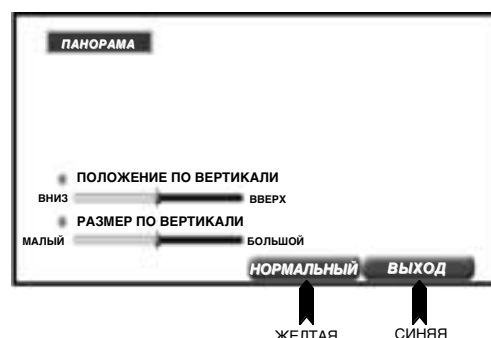 ПАНОРАМА
ПОЛОЖЕНИЕ ПО ВЕРТИКАЛИ
ВНИЗ ВВЕРХ
РАЗМЕР ПО ВЕРТИКАЛИ
МАЛЫЙ БОЛЬШОЙ
НОРМАЛЬНЫЙ ВЫХОД
ЖЕЛТАЯ СИНЯЯ